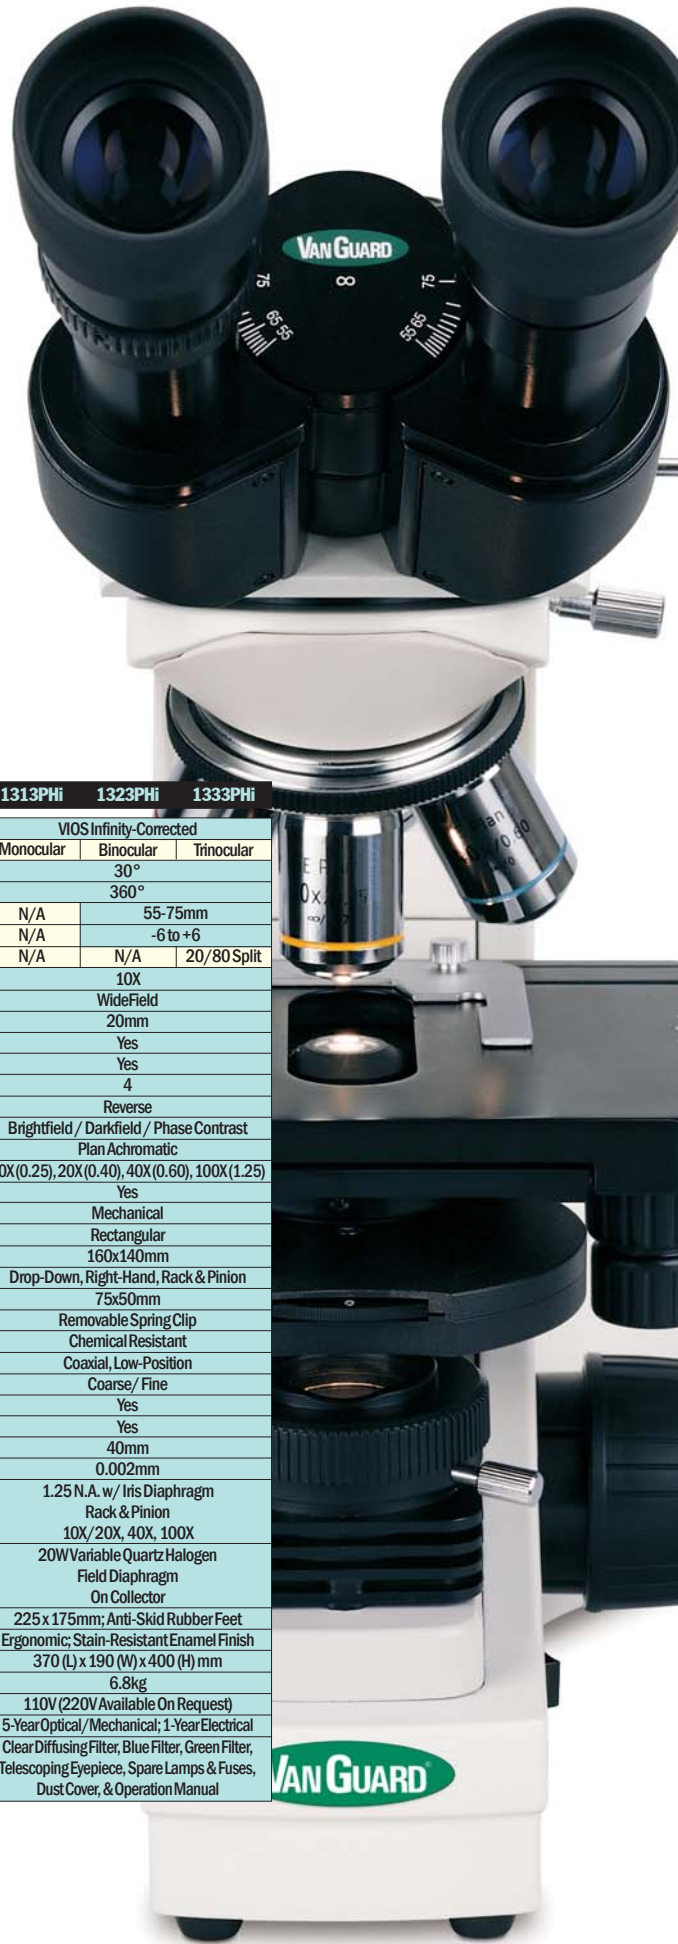 VANGUARD
75 ∞ 75
65 55 55 65
1313PHi 1323PHi 1333PHi
VIOS Infinity-Corrected
Monocular Binocular Trinocular
30°
360°
N/A 55-75mm
N/A -6 to +6
N/A N/A 20/80 Split
10X
WideField
20mm
Yes
Yes
4
Reverse
Brightfield / Darkfield / Phase Contrast
Plan Achromatic
0X (0.25), 20X (0.40), 40X (0.60), 100X (1.25)
Yes
Mechanical
Rectangular
160x140mm
Drop-Down, Right-Hand, Rack & Pinion
75x50mm
Removable Spring Clip
Chemical Resistant
Coaxial, Low-Position
Coarse/ Fine
Yes
Yes
40mm
0.002mm
1.25 N.A. w/ Iris Diaphragm
Rack & Pinion
10X/20X, 40X, 100X
20W Variable Quartz Halogen
Field Diaphragm
On Collector
225 x 175mm; Anti-Skid Rubber Feet
Ergonomic; Stain-Resistant Enamel Finish
370 (L) x 190 (W) x 400 (H) mm
6.8kg
110V (220V Available On Request)
5-Year Optical/Mechanical; 1-Year Electrical
Clear Diffusing Filter, Blue Filter, Green Filter,
Telescoping Eyepiece, Spare Lamps & Fuses,
Dust Cover, & Operation Manual
Plan
VANGUARD®